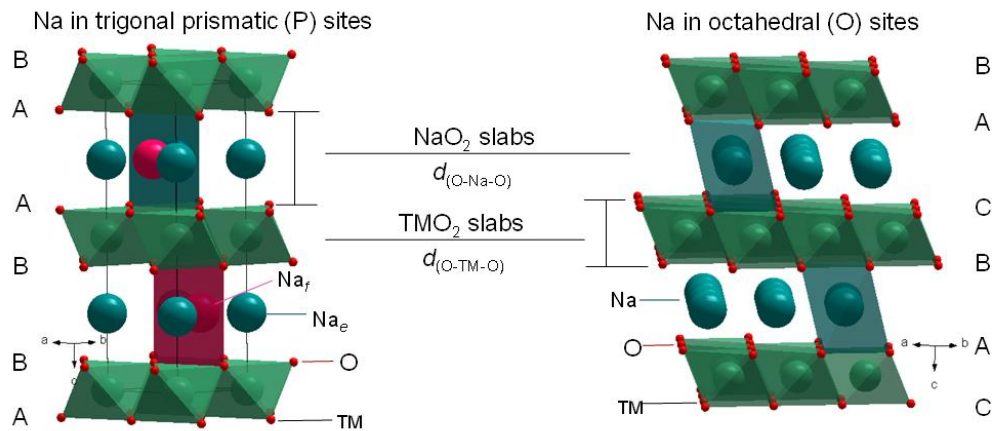 Na in trigonal prismatic (P) sites
Na in octahedral (O) sites
B
A
A
B
B
A
NaO₂ slabs
d(O-Na-O)
TMO₂ slabs
d(O-TM-O)
Naf
Nae
O
TM
a b
c
B
A
C
B
A
C
Na
O
TM
a b
c